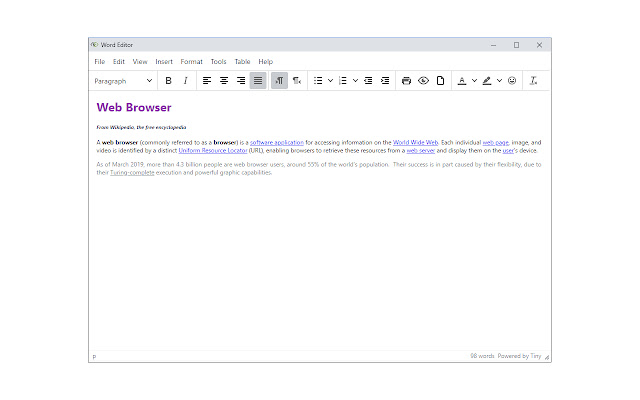 Word Editor
File Edit View Insert Format Tools Table Help
Paragraph B I
Web Browser
From Wikipedia, the free encyclopedia
A web browser (commonly referred to as a browser) is a software application for accessing information on the World Wide Web. Each individual web page, image, and
video is identified by a distinct Uniform Resource Locator (URL), enabling browsers to retrieve these resources from a web server and display them on the user's device.
As of March 2019, more than 4.3 billion people are web browser users; around 55% of the world's population. Their success is in part caused by their flexibility, due to
their Turing-complete execution and powerful graphic capabilities.
p 98 words Powered by Tiny